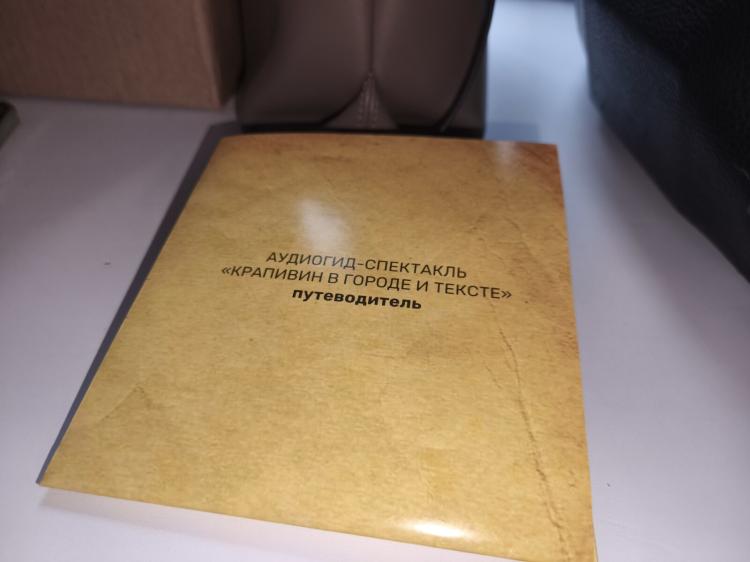 АУДИОГИД-СПЕКТАКЛЬ
«КРАПИВИН В ГОРОДЕ И ТЕКСТЕ»
путеводитель